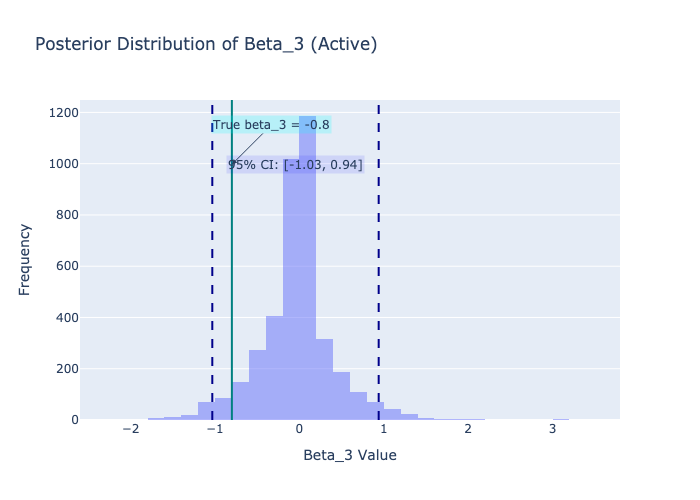 Posterior Distribution of Beta_3 (Active)
1200
True beta_3 = -0.8
1000
95% CI: [-1.03, 0.94]
800
600
400
200
0
Frequency
−2
−1
0
1
2
3
Beta_3 Value